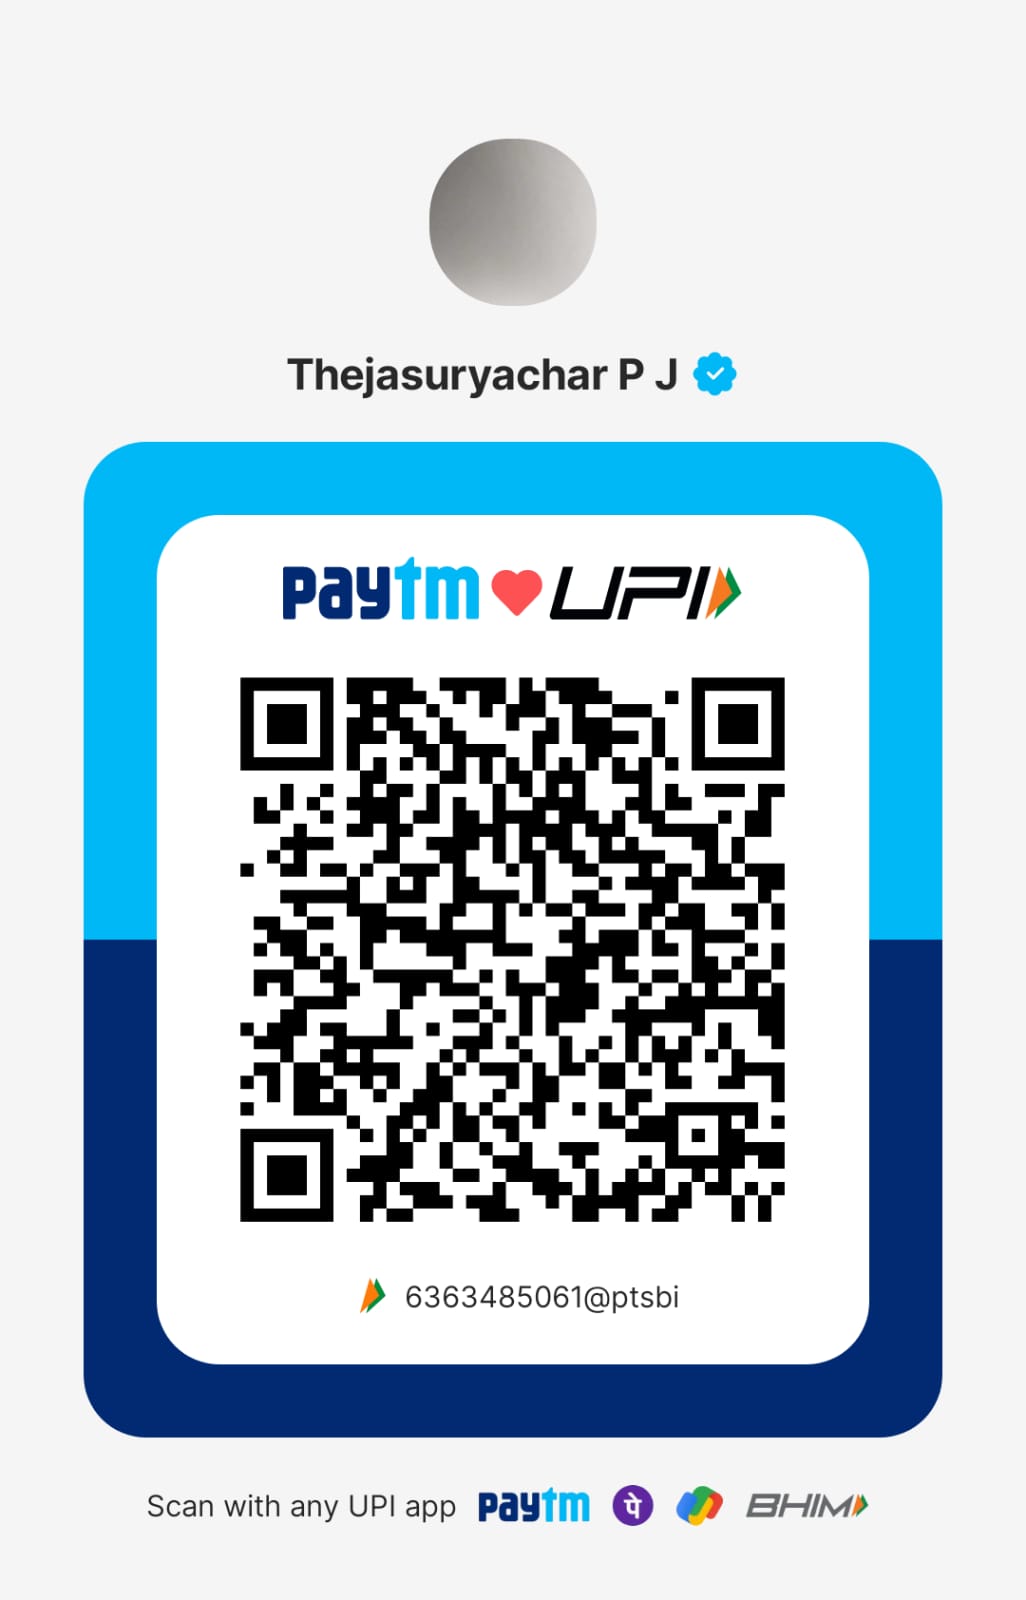 Thejasuryachar P J
paytm UPI
6363485061@ptsbi
Scan with any UPI app paytm पे BHIM